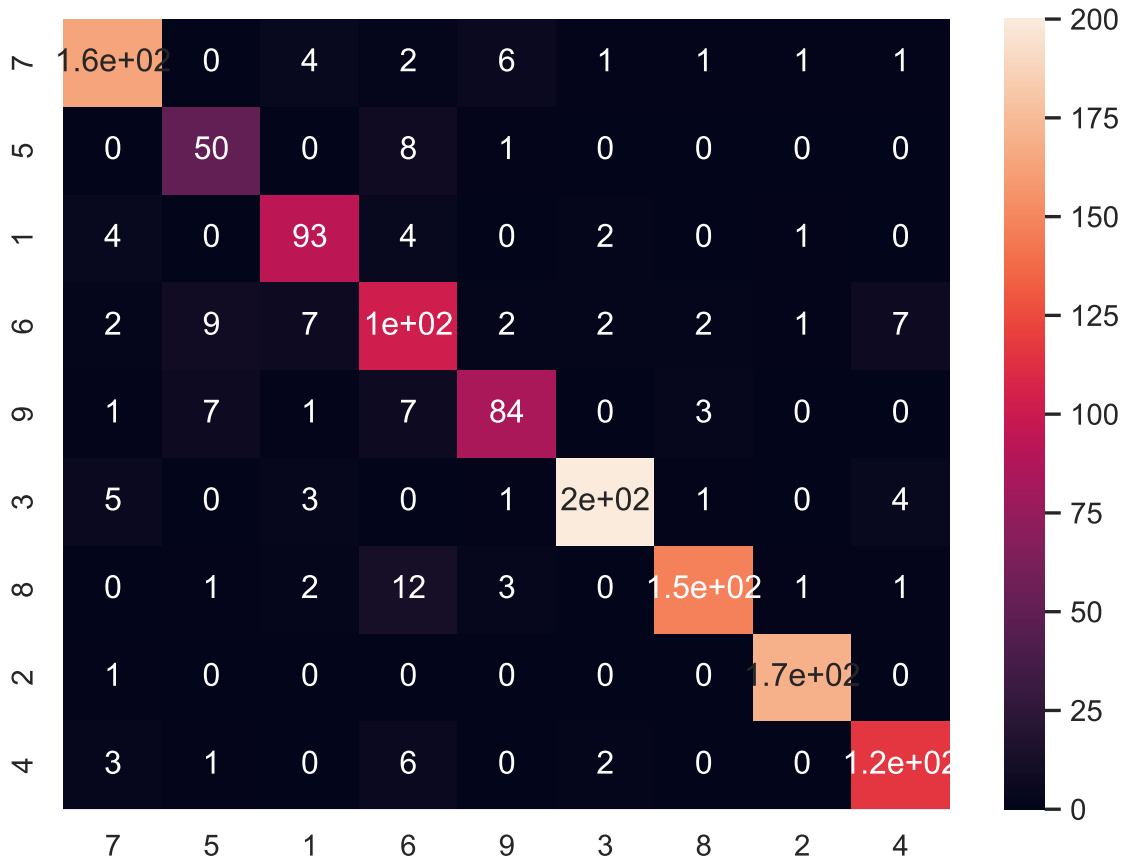 7 1.6e+02 0 4 2 6 1 1 1 1
5 0 50 0 8 1 0 0 0 0
1 4 0 93 4 0 2 0 1 0
6 2 9 7 1e+02 2 2 2 1 7
9 1 7 1 7 84 0 3 0 0
3 5 0 3 0 1 2e+02 1 0 4
8 0 1 2 12 3 0 1.5e+02 1 1
2 1 0 0 0 0 0 0 1.7e+02 0
4 3 1 0 6 0 2 0 0 1.2e+02
7 5 1 6 9 3 8 2 4
200
175
150
125
100
75
50
25
0